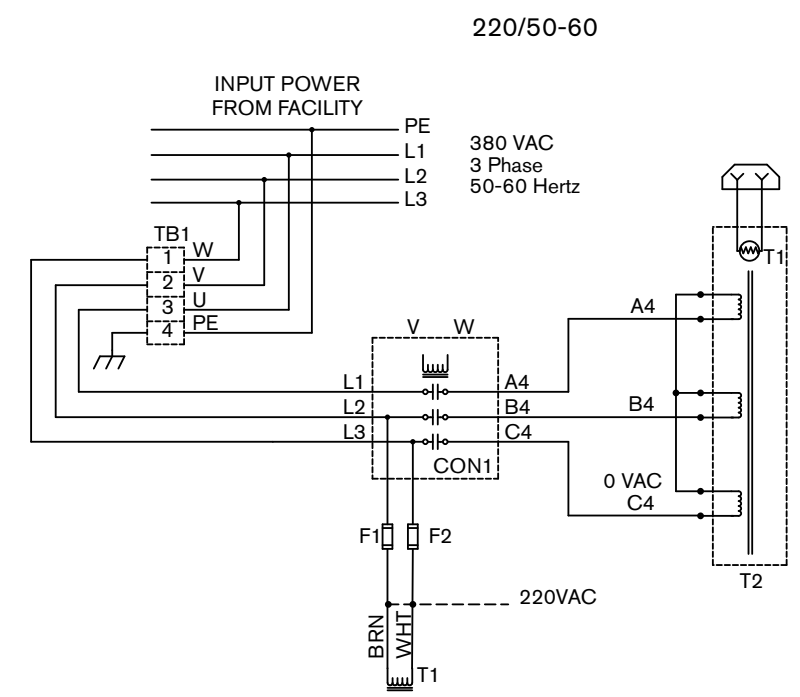 220/50-60
INPUT POWER
FROM FACILITY
PE
L1
L2
L3
380 VAC
3 Phase
50-60 Hertz
TB1
1 W
2 V
3 U
4 PE
T1
V W
A4
L1 A4
L2 B4
B4
L3 C4
CON1
0 VAC
C4
F1 F2
T2
220VAC
BRN
WHT
T1